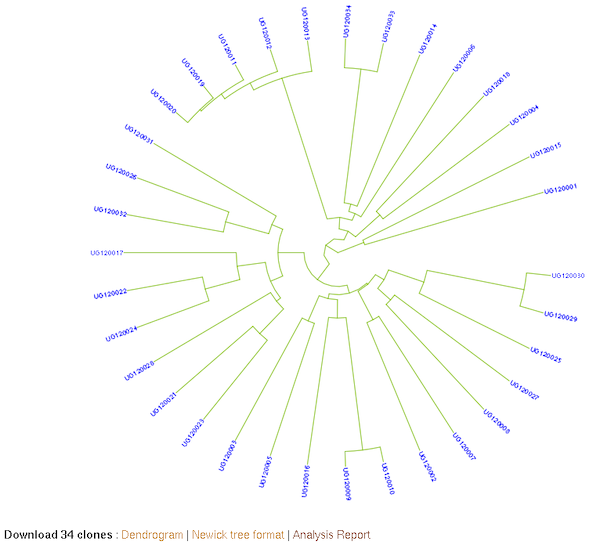 UG120034
UG120033
UG120014
UG120006
UG120018
UG120004
UG120015
UG120001
UG120030
UG120029
UG120025
UG120027
UG120008
UG120007
UG120002
UG120010
UG120009
UG120016
UG120005
UG120003
UG120023
UG120021
UG120028
UG120024
UG120022
UG120017
UG120032
UG120026
UG120031
UG120020
UG120019
UG120011
UG120012
UG120013
Download 34 clones : Dendrogram | Newick tree format | Analysis Report